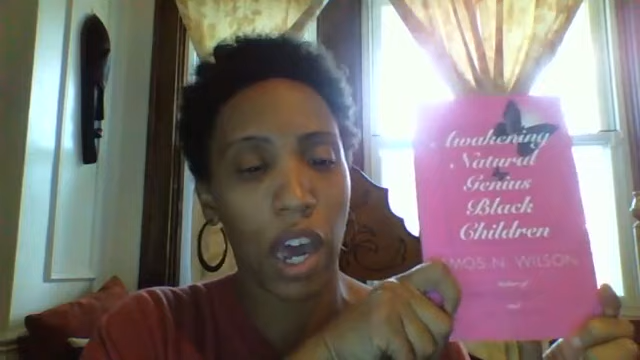 Awakening
Natural
Genius
Black
Children
AMOS N. WILSON